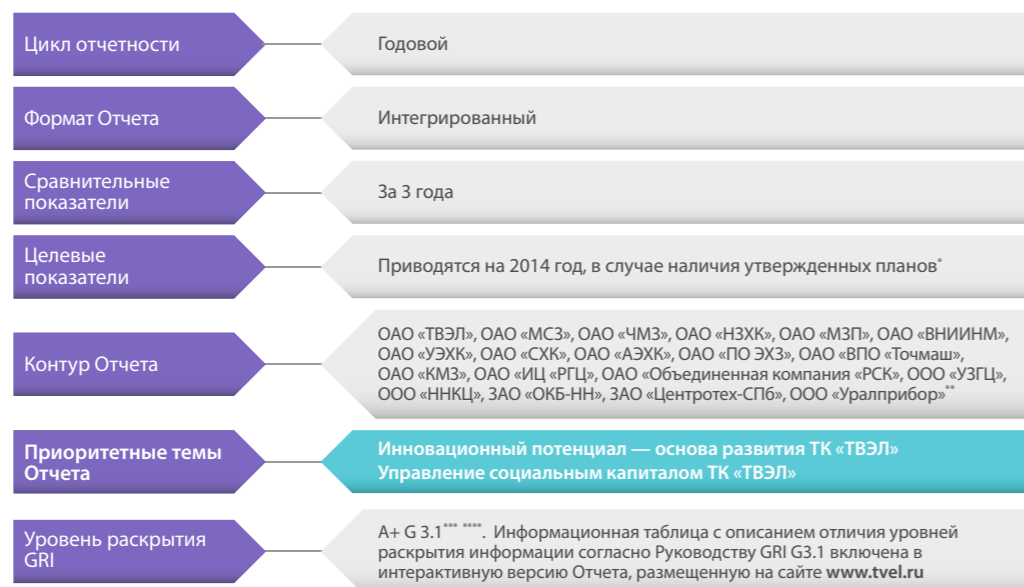 Цикл отчетности
Годовой
Формат Отчета
Интегрированный
Сравнительные
показатели
За 3 года
Целевые
показатели
Приводятся на 2014 год, в случае наличия утвержденных планов*
Контур Отчета
ОАО «ТВЭЛ», ОАО «МСЗ», ОАО «ЧМЗ», ОАО «НЗХК», ОАО «МЗП», ОАО «ВНИИНМ»,
ОАО «УЭХК», ОАО «СХК», ОАО «АЭХК», ОАО «ПО ЭХЗ», ОАО «ВПО «Точмаш»,
ОАО «КМЗ», ОАО «ИЦ «РГЦ», ОАО «Объединенная компания «РСК», ООО «УЗГЦ»,
ООО «ННКЦ», ЗАО «ОКБ-НН», ЗАО «Центротех-СПб», ООО «Уралприбор»**
Приоритетные темы
Отчета
Инновационный потенциал — основа развития ТК «ТВЭЛ»
Управление социальным капиталом ТК «ТВЭЛ»
Уровень раскрытия
GRI
А+ G 3.1*** ****. Информационная таблица с описанием отличия уровней
раскрытия информации согласно Руководству GRI G3.1 включена в
интерактивную версию Отчета, размещенную на сайте www.tvel.ru